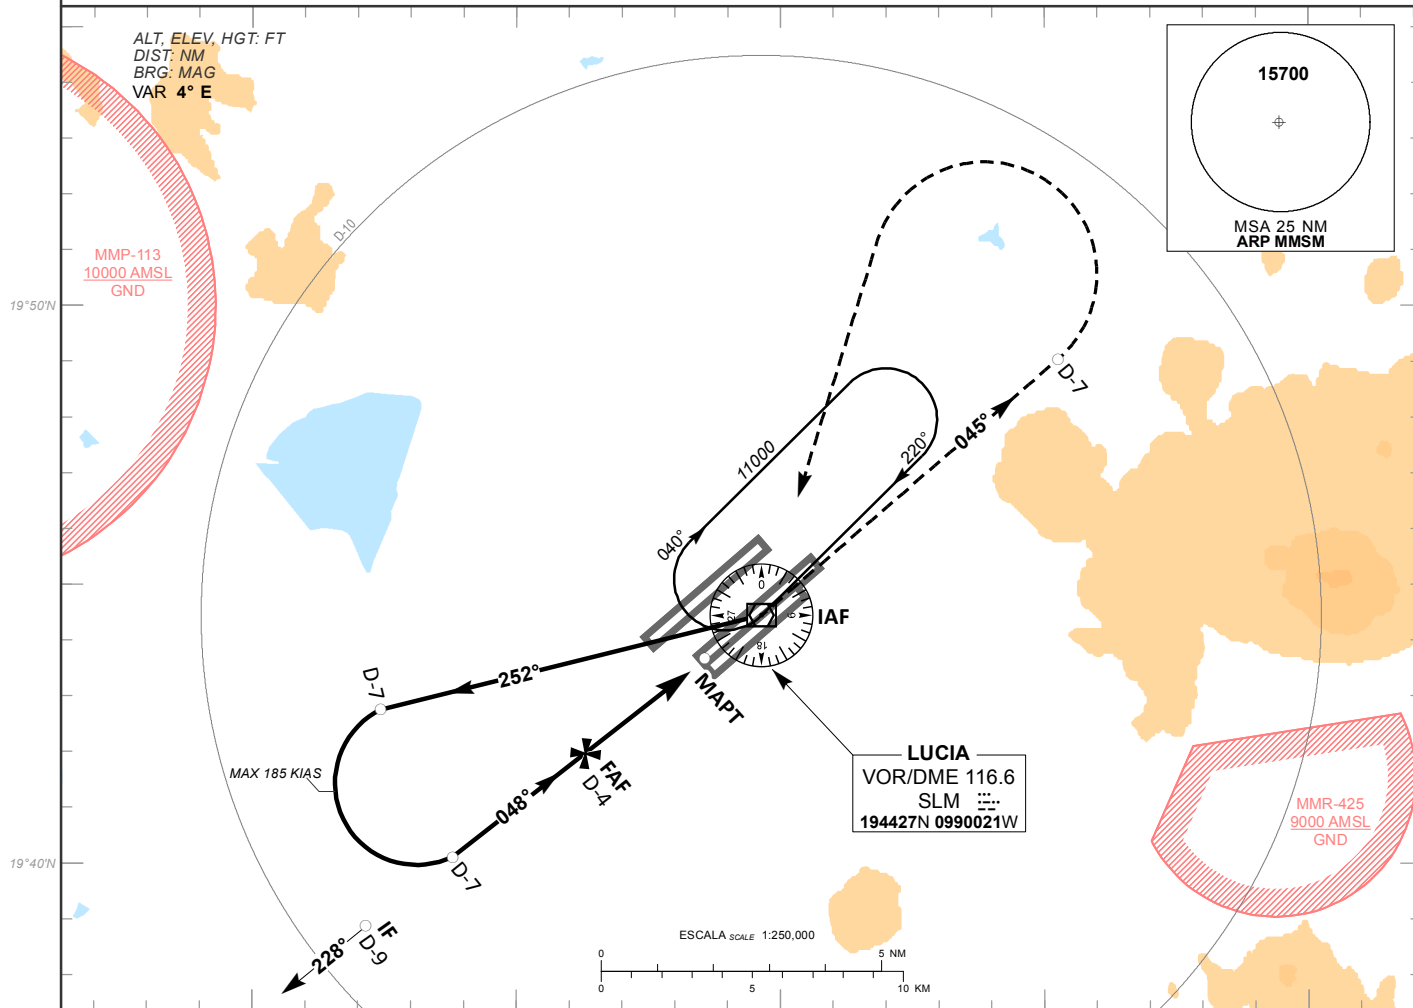 ALT, ELEV, HGT: FT
DIST: NM
BRG: MAG
VAR 4° E
15700
MSA 25 NM
ARP MMSM
D-10
MMP-113
10000 AMSL
GND
19°50'N
D-7
045°
220°
11000
040°
0
9
18
27
IAF
MAPT
252°
D-7
MAX 185 KIAS
FAF
D-4
048°
D-7
LUCIA
VOR/DME 116.6
SLM
194427N 0990021W
MMR-425
9000 AMSL
GND
19°40'N
IF
D-9
228°
ESCALA SCALE 1:250,000
0 5 NM
0 5 10 KM